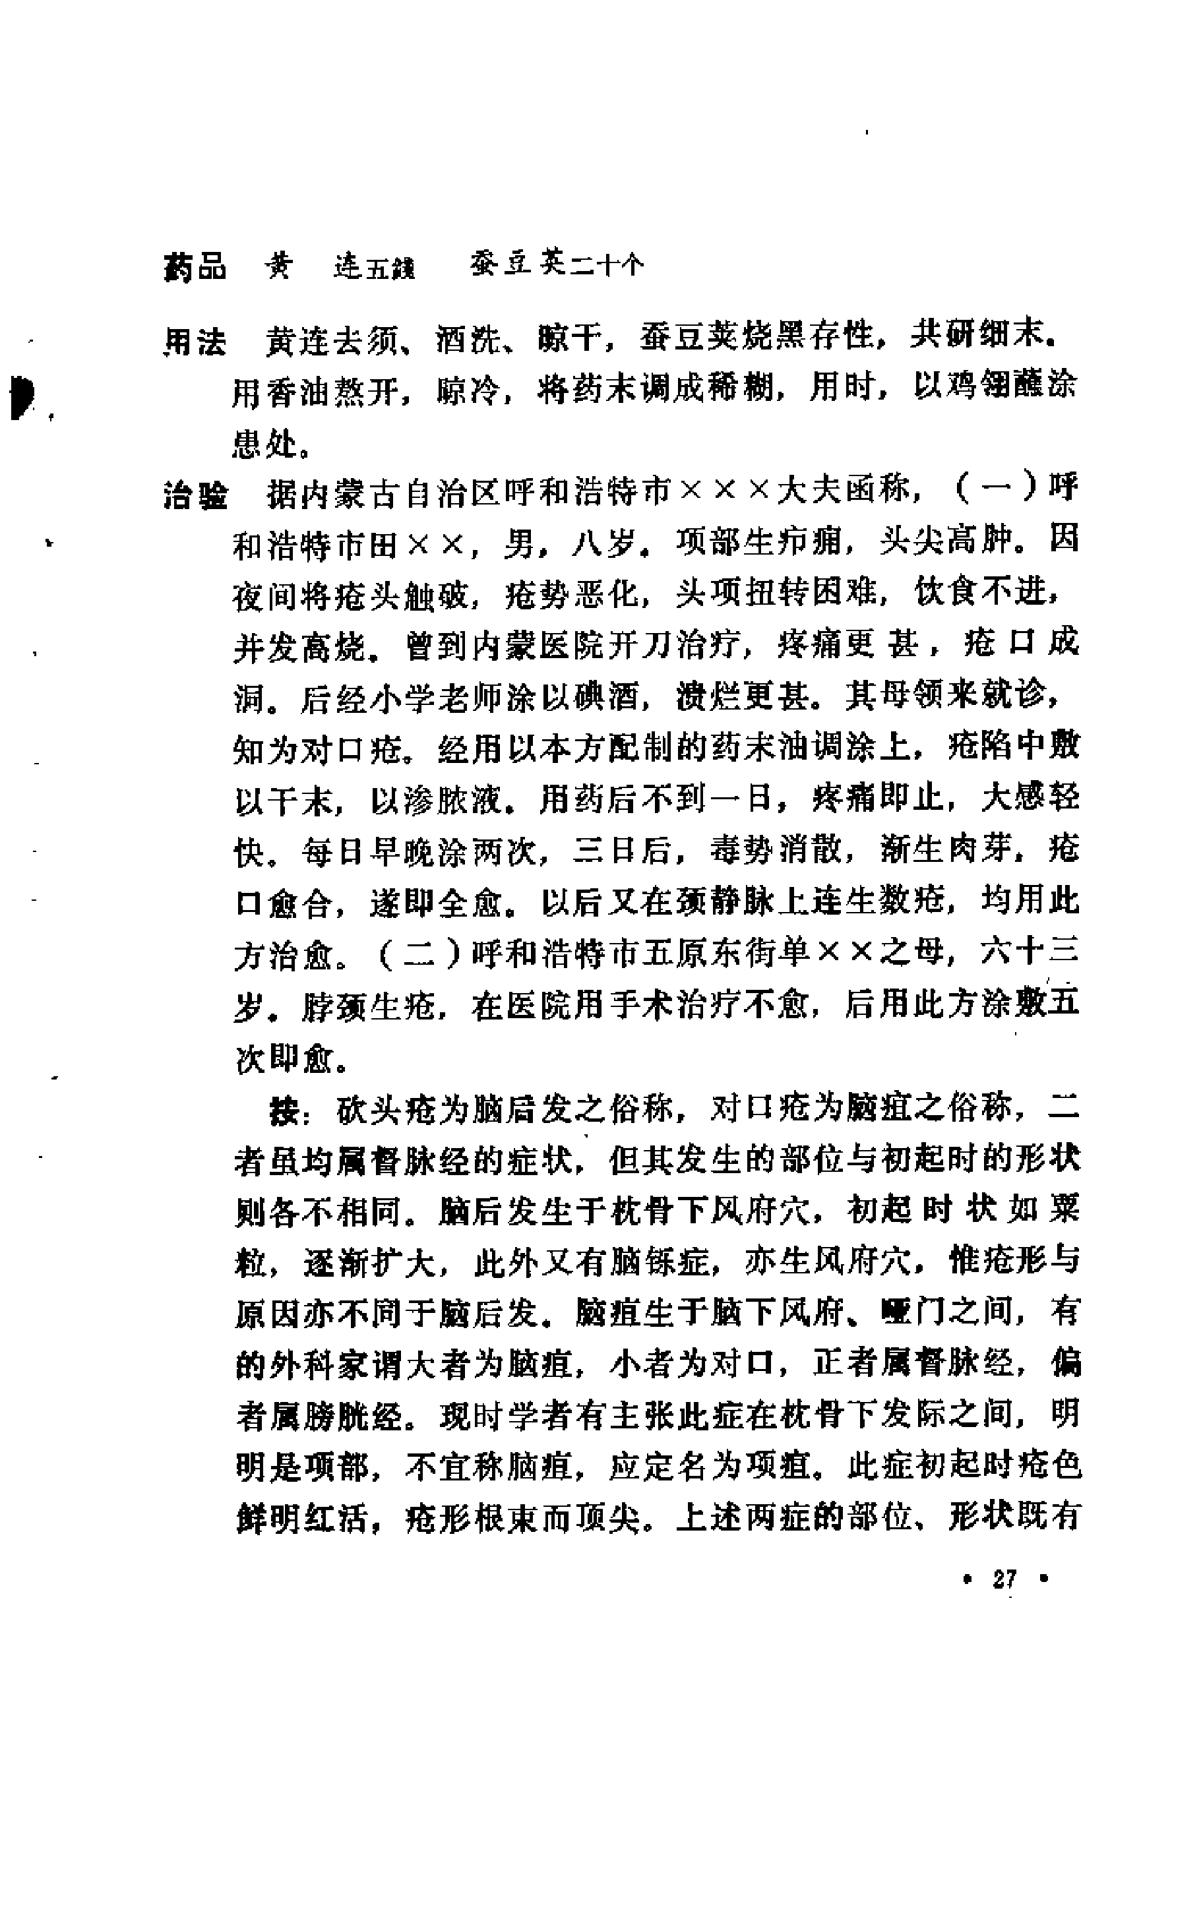 药品 黄 连五錢 蚕豆荚二十个
用法 黄连去须、酒洗、晾干，蚕豆荚烧黑存性，共研细末。
用香油熬开，晾冷，将药末调成稀糊，用时，以鸡翎蘸涂
患处。
治验 据内蒙古自治区呼和浩特市×××大夫函称，（一）呼
和浩特市田××，男，八岁。项部生疖痈，头尖高肿。因
夜间将疮头触破，疮势恶化，头项扭转困难，饮食不进，
并发高烧。曾到内蒙医院开刀治疗，疼痛更甚，疮口成
洞。后经小学老师涂以碘酒，溃烂更甚。其母领来就诊，
知为对口疮。经用以本方配制的药末油调涂上，疮陷中敷
以干末，以渗脓液。用药后不到一日，疼痛即止，大感轻
快。每日早晚涂两次，三日后，毒势消散，渐生肉芽。疮
口愈合，遂即全愈。以后又在颈静脉上连生数疮，均用此
方治愈。（二）呼和浩特市五原东街单××之母，六十三
岁。脖颈生疮，在医院用手术治疗不愈，后用此方涂敷五
次即愈。
按：砍头疮为脑后发之俗称，对口疮为脑疽之俗称，二
者虽均属督脉经的症状，但其发生的部位与初起时的形状
则各不相同。脑后发生于枕骨下风府穴，初起时状如粟
粒，逐渐扩大，此外又有脑铄症，亦生风府穴，惟疮形与
原因亦不同于脑后发。脑疽生于脑下风府、哑门之间，有
的外科家谓大者为脑疽，小者为对口，正者属督脉经，偏
者属膀胱经。现时学者有主张此症在枕骨下发际之间，明
明是项部，不宜称脑疽，应定名为项疽。此症初起时疮色
鲜明红活，疮形根束而顶尖。上述两症的部位、形状既有
• 27 •